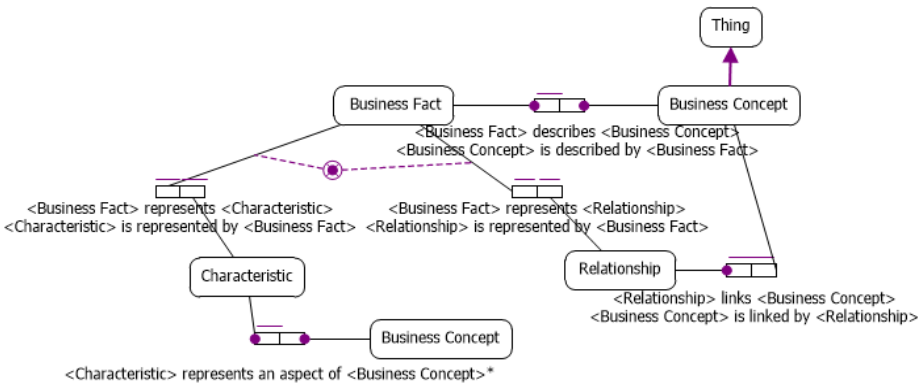 Thing
Business Fact
Business Concept
<Business Fact> describes <Business Concept>
<Business Concept> is described by <Business Fact>
<Business Fact> represents <Characteristic>
<Characteristic> is represented by <Business Fact>
<Business Fact> represents <Relationship>
<Relationship> is represented by <Business Fact>
Characteristic
Relationship
<Relationship> links <Business Concept>
<Business Concept> is linked by <Relationship>
Business Concept
<Characteristic> represents an aspect of <Business Concept>*